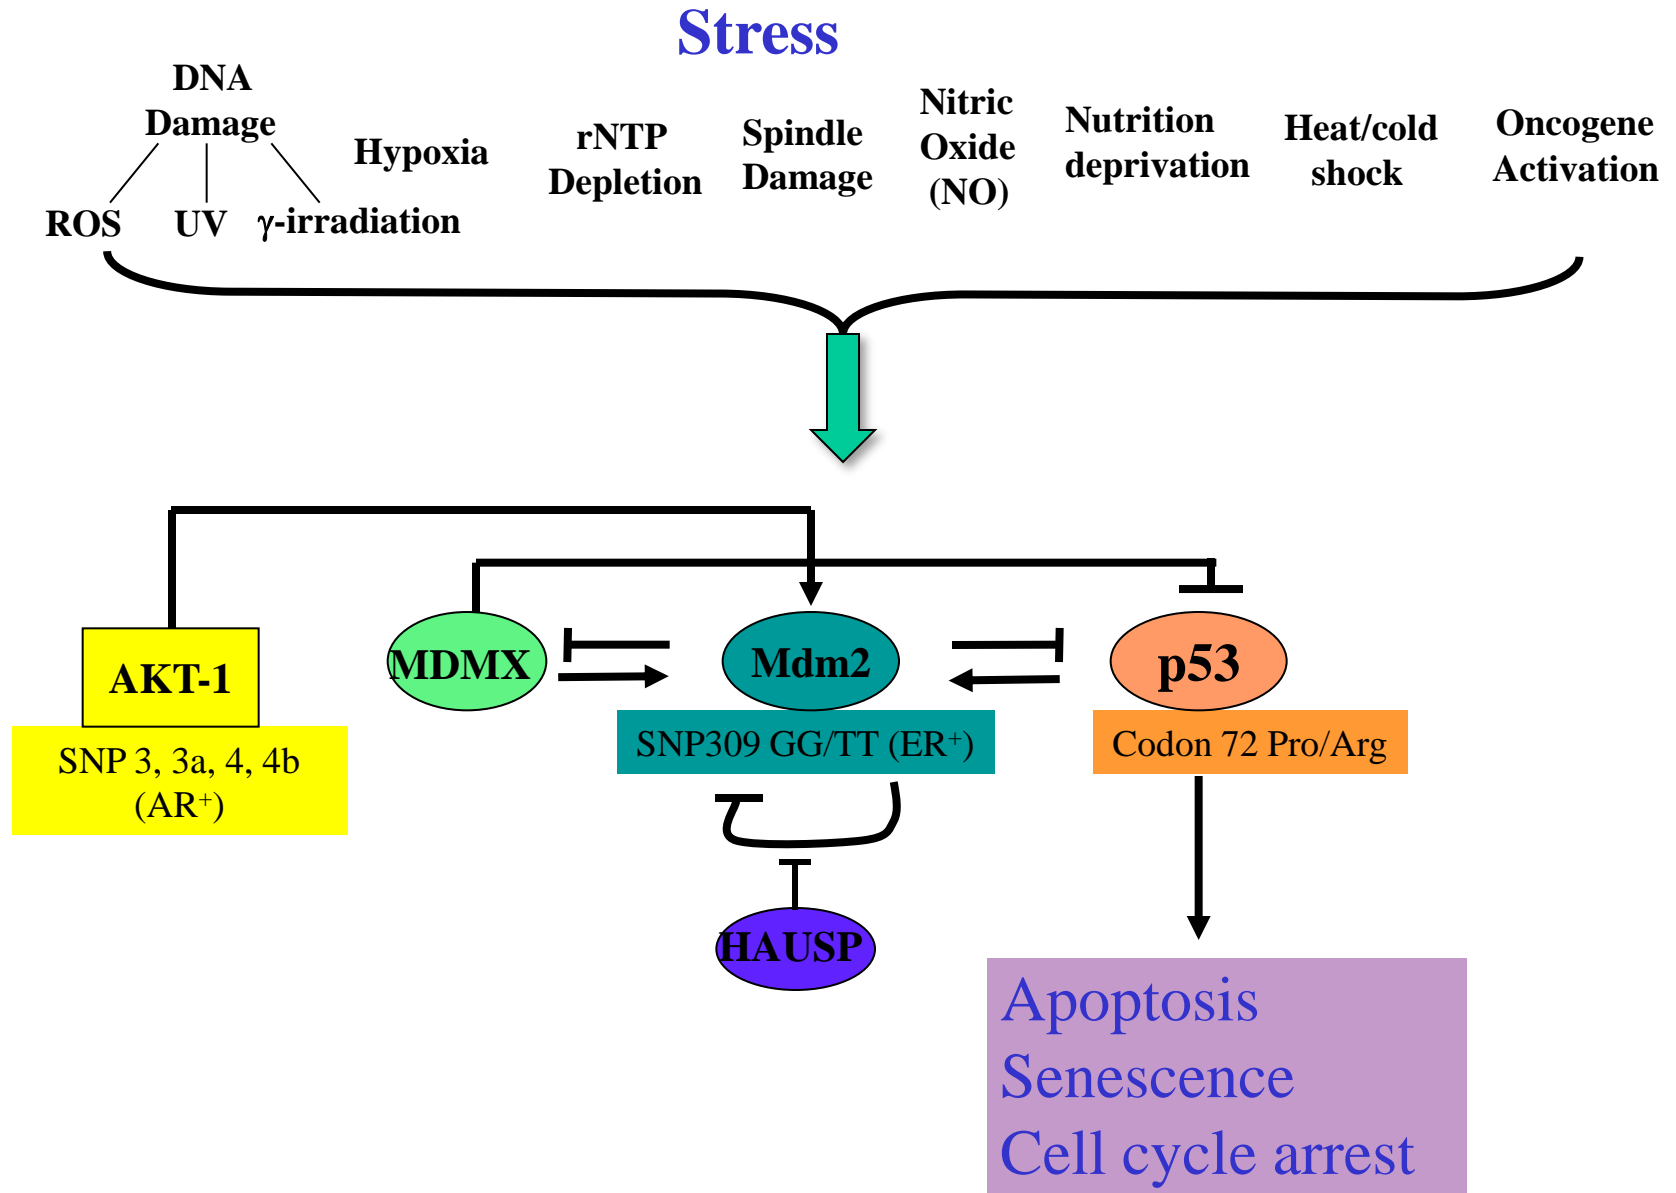 Stress
DNA
Damage
ROS
UV
γ-irradiation
Hypoxia
rNTP
Depletion
Spindle
Damage
Nitric
Oxide
(NO)
Nutrition
deprivation
Heat/cold
shock
Oncogene
Activation
AKT-1
SNP 3, 3a, 4, 4b
(AR⁺)
MDMX
Mdm2
SNP309 GG/TT (ER⁺)
p53
Codon 72 Pro/Arg
HAUSP
Apoptosis
Senescence
Cell cycle arrest